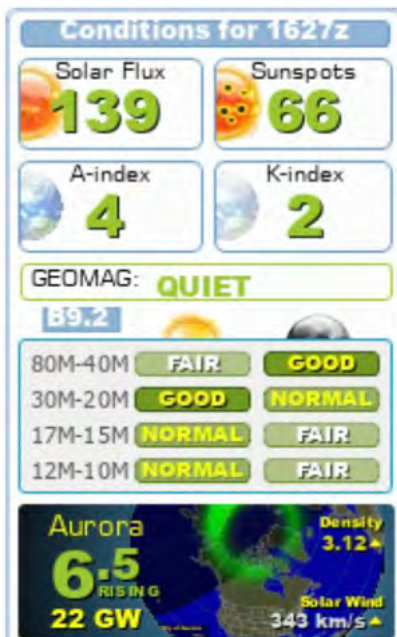 Conditions for 1627z
Solar Flux Sunspots
139 66
A-index K-index
4 2
GEOMAG: QUIET
B9.2
80M-40M FAIR GOOD
30M-20M GOOD NORMAL
17M-15M NORMAL FAIR
12M-10M NORMAL FAIR
Aurora
6.5
RISING
22 GW
Density
3.12
Solar Wind
343 km/s